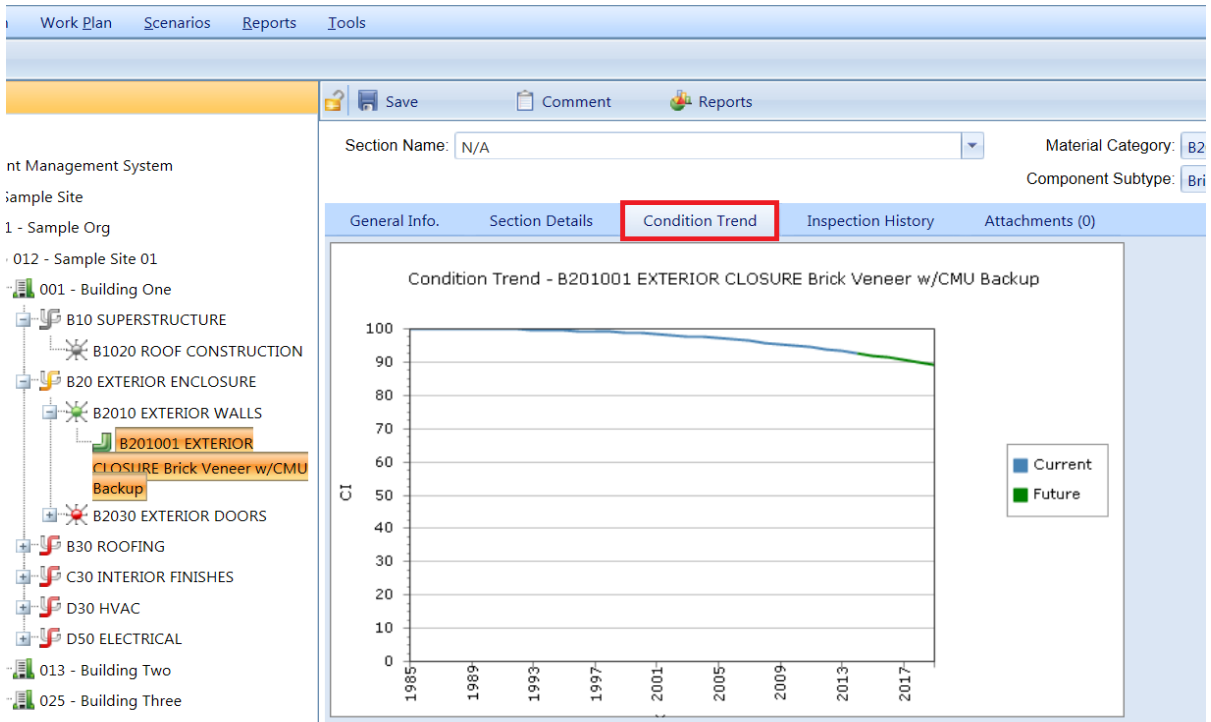 Work Plan Scenarios Reports Tools
Save Comment Reports
Section Name: N/A Material Category: B2
Component Subtype: Bri
nt Management System
Sample Site
1 - Sample Org
012 - Sample Site 01
001 - Building One
B10 SUPERSTRUCTURE
B1020 ROOF CONSTRUCTION
B20 EXTERIOR ENCLOSURE
B2010 EXTERIOR WALLS
B201001 EXTERIOR
CLOSURE Brick Veneer w/CMU
Backup
B2030 EXTERIOR DOORS
B30 ROOFING
C30 INTERIOR FINISHES
D30 HVAC
D50 ELECTRICAL
013 - Building Two
025 - Building Three
General Info. Section Details Condition Trend Inspection History Attachments (0)
Condition Trend - B201001 EXTERIOR CLOSURE Brick Veneer w/CMU Backup
100
90
80
70
60
50
40
30
20
10
0
CI
1985 1989 1993 1997 2001 2005 2009 2013 2017
Current
Future